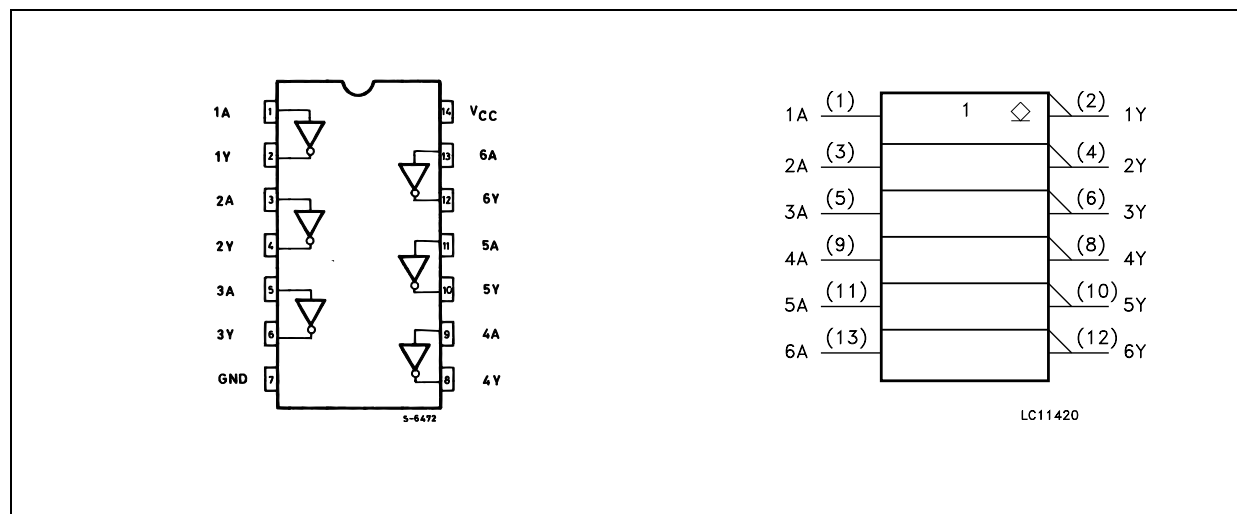 1A 1 14 VCC
1Y 2 13 6A
2A 3 12 6Y
2Y 4 11 5A
3A 5 10 5Y
3Y 6 9 4A
GND 7 8 4Y
S-6472
1A (1) 1 (2) 1Y
2A (3) (4) 2Y
3A (5) (6) 3Y
4A (9) (8) 4Y
5A (11) (10) 5Y
6A (13) (12) 6Y
LC11420